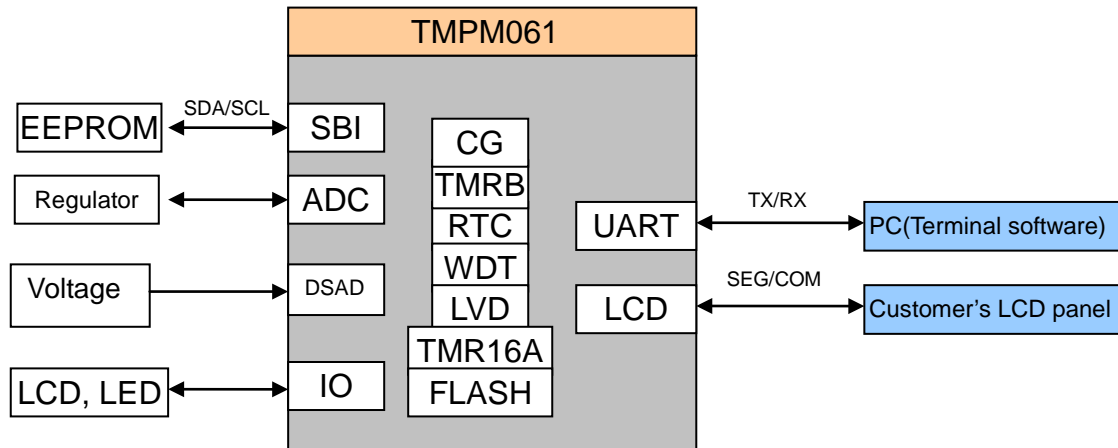 TMPM061
EEPROM
SDA/SCL
SBI
Regulator
ADC
Voltage
DSAD
LCD, LED
IO
CG
TMRB
RTC
WDT
LVD
TMR16A
FLASH
UART
TX/RX
PC(Terminal software)
LCD
SEG/COM
Customer's LCD panel